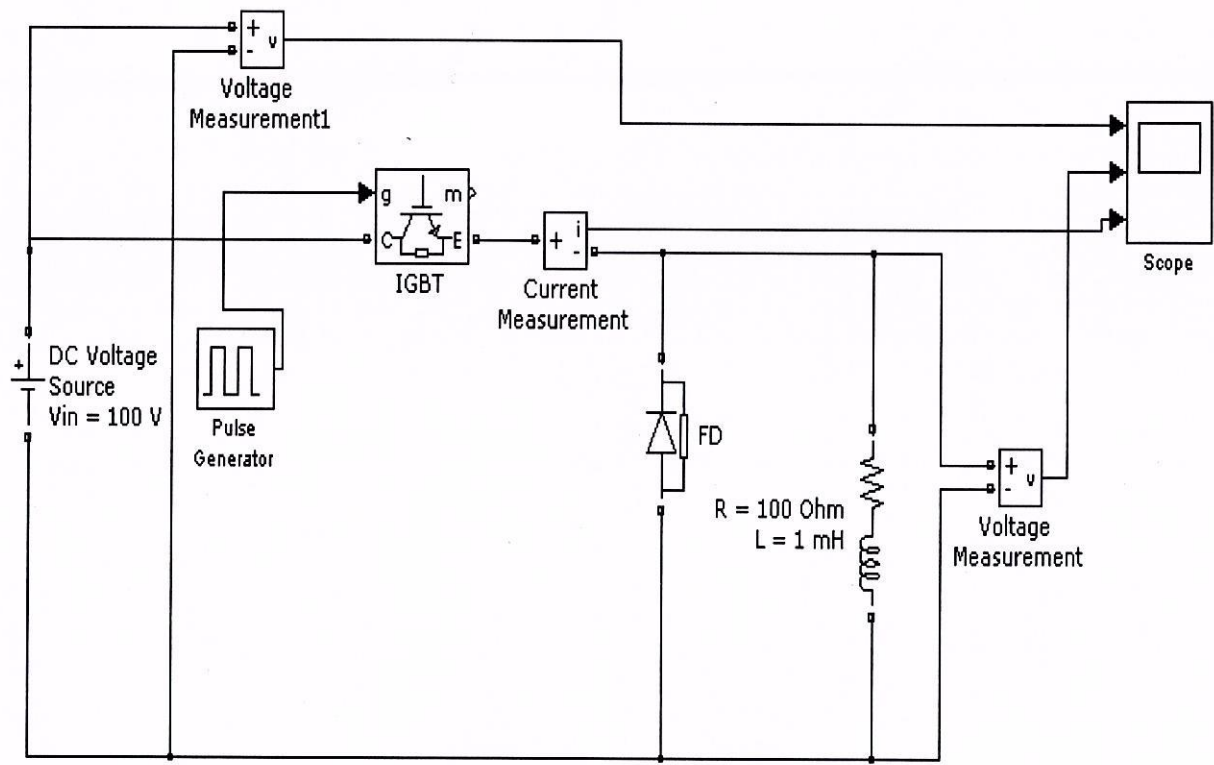 +
-
v
Voltage
Measurement1
g
m
C
E
IGBT
+
i
-
Current
Measurement
Scope
+
DC Voltage
Source
Vin = 100 V
Pulse
Generator
FD
R = 100 Ohm
L = 1 mH
+
-
v
Voltage
Measurement